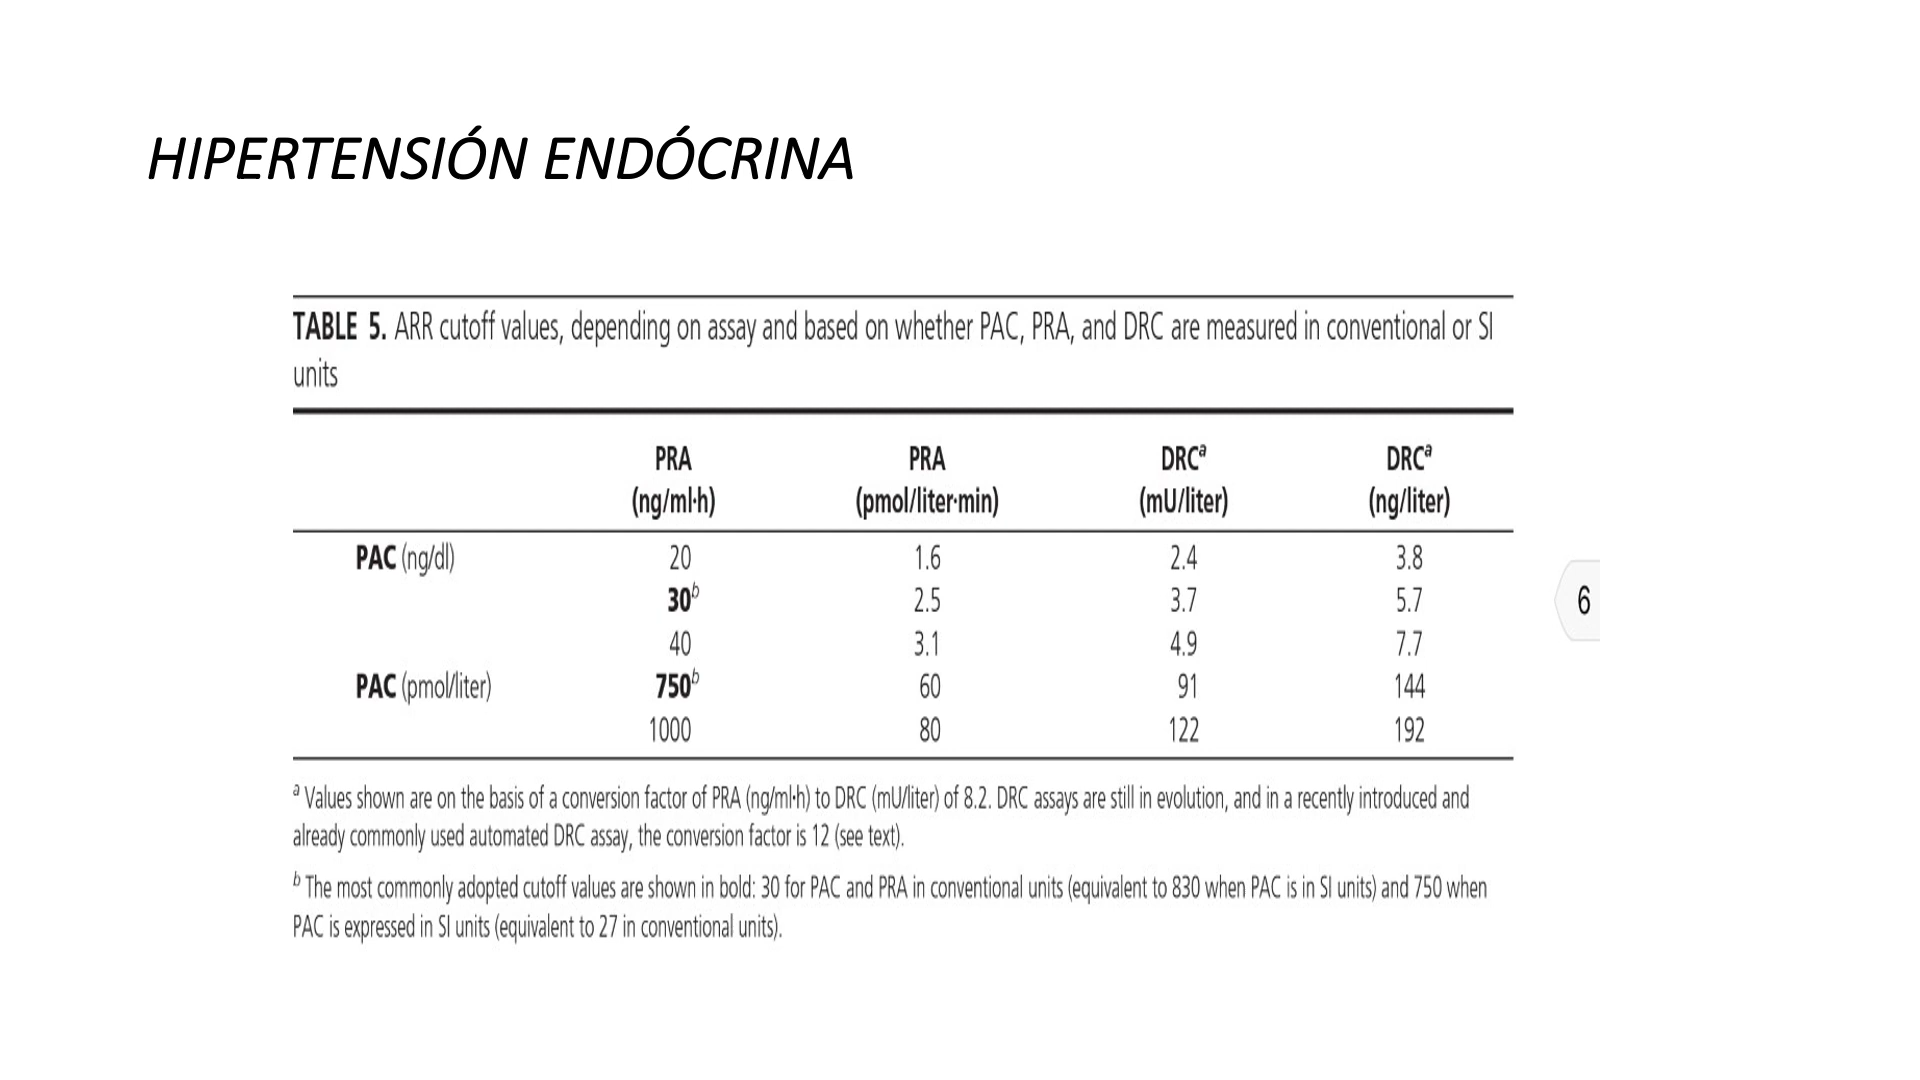 HIPERTENSIÓN ENDÓCRINA
TABLE 5. ARR cutoff values, depending on assay and based on whether PAC, PRA, and DRC are measured in conventional or SI
units
PRA PRA DRCa DRCa
(ng/ml·h) (pmol/liter·min) (mU/liter) (ng/liter)
PAC (ng/dl) 20 1.6 2.4 3.8
30b 2.5 3.7 5.7
40 3.1 4.9 7.7
PAC (pmol/liter) 750b 60 91 144
1000 80 122 192
6
a Values shown are on the basis of a conversion factor of PRA (ng/ml·h) to DRC (mU/liter) of 8.2. DRC assays are still in evolution, and in a recently introduced and
already commonly used automated DRC assay, the conversion factor is 12 (see text).
b The most commonly adopted cutoff values are shown in bold: 30 for PAC and PRA in conventional units (equivalent to 830 when PAC is in SI units) and 750 when
PAC is expressed in SI units (equivalent to 27 in conventional units).